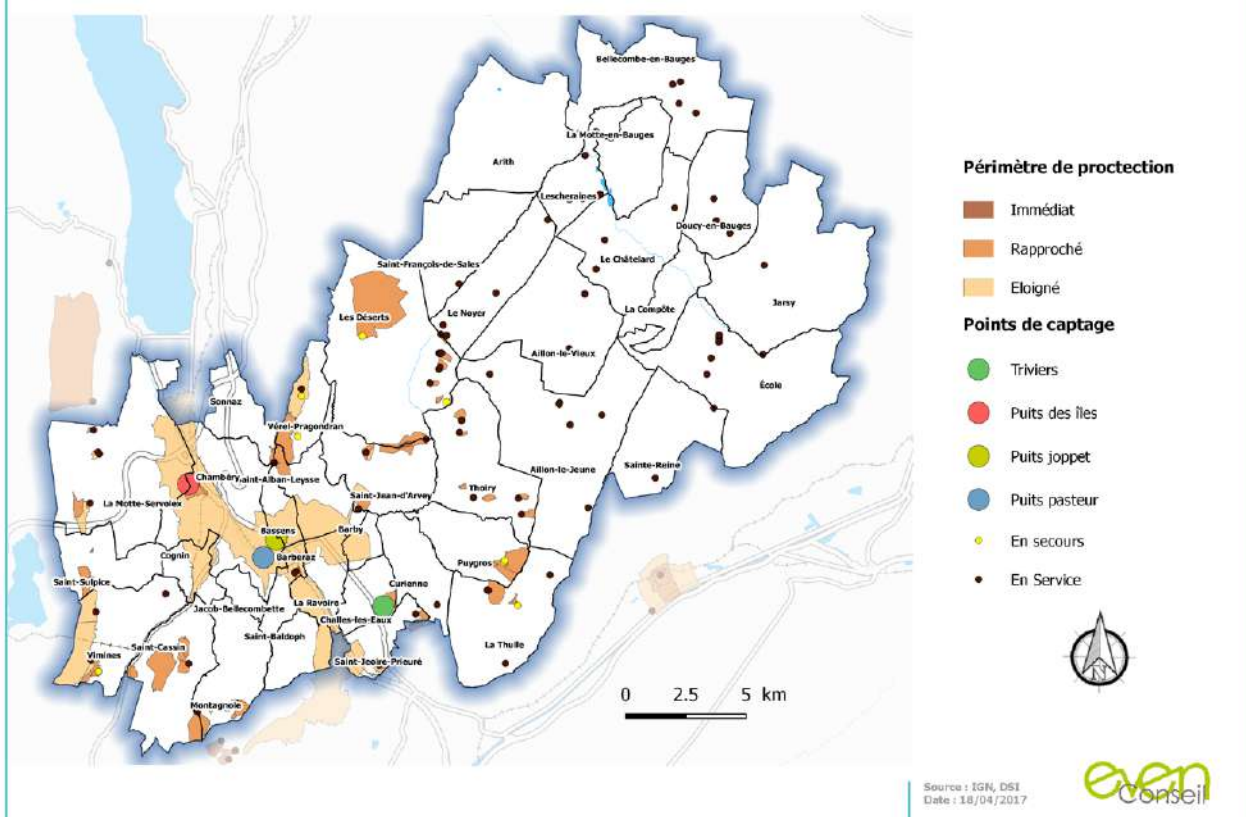 Bellecombe-en-Bauges
La Motte-en-Bauges
Arith
Lescheraines
Doucy-en-Bauges
Saint-François-de-Sales
Le Châtelard
Jarsy
Les Déserts
Le Noyer
La Compôte
Aillon-le-Vieux
École
Sonnaz
Vérel-Pragondran
Aillon-le-Jeune
Sainte-Reine
Chambéry
Saint-Alban-Leysse
Thoiry
Saint-Jean-d'Arvey
La Motte-Servolex
Bassens
Barby
Cognin
Barberaz
Puygros
Saint-Sulpice
Curienne
Jacob-Bellecombette
La Ravoire
Challes-les-Eaux
Saint-Baldoph
La Thuile
Saint-Cassin
Vimines
Saint-Jeoire-Prieuré
Montagnole
0 2.5 5 km
Périmètre de proctection
Immédiat
Rapproché
Eloigné
Points de captage
Triviers
Puits des îles
Puits joppet
Puits pasteur
En secours
En Service
N
Source : IGN, DSI
Date : 18/04/2017
even
Conseil